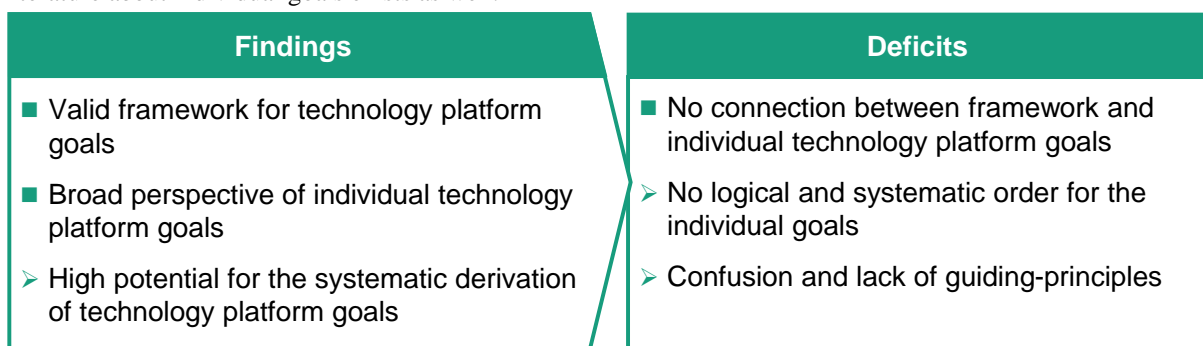 Findings
Valid framework for technology platform
goals
Broad perspective of individual technology
platform goals
High potential for the systematic derivation
of technology platform goals
Deficits
No connection between framework and
individual technology platform goals
No logical and systematic order for the
individual goals
Confusion and lack of guiding-principles